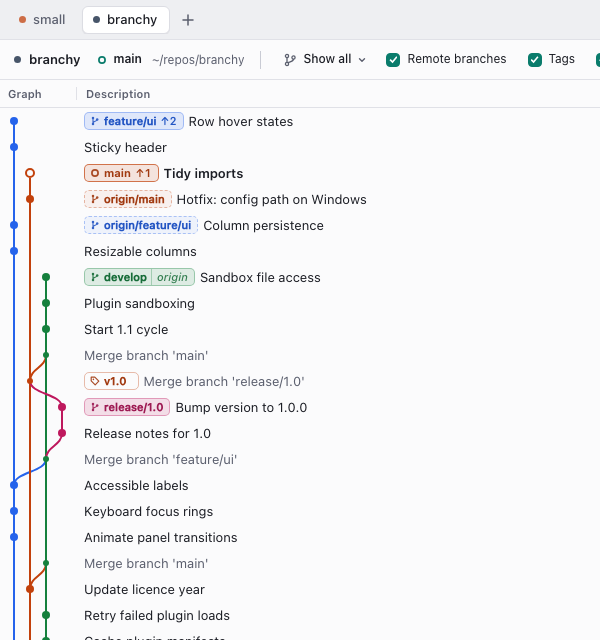 small
branchy
branchy main ~/repos/branchy Show all Remote branches Tags
Graph Description
feature/ui ↑2 Row hover states
Sticky header
main ↑1 Tidy imports
origin/main Hotfix: config path on Windows
origin/feature/ui Column persistence
Resizable columns
develop origin Sandbox file access
Plugin sandboxing
Start 1.1 cycle
Merge branch 'main'
v1.0 Merge branch 'release/1.0'
release/1.0 Bump version to 1.0.0
Release notes for 1.0
Merge branch 'feature/ui'
Accessible labels
Keyboard focus rings
Animate panel transitions
Merge branch 'main'
Update licence year
Retry failed plugin loads
Cache plugin manifests